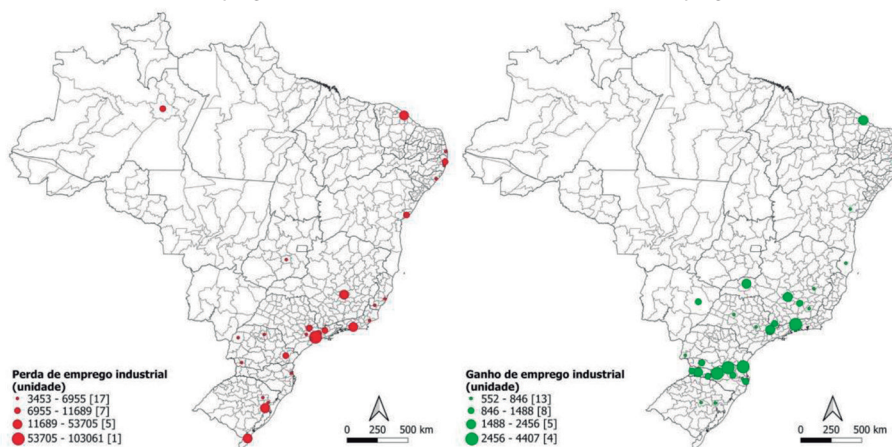 Perda de emprego industrial
(unidade)
3453 - 6955 [17]
6955 - 11689 [7]
11689 - 53705 [5]
53705 - 103061 [1]
0 250 500 km
Ganho de emprego industrial
(unidade)
552 - 846 [13]
846 - 1488 [8]
1488 - 2456 [5]
2456 - 4407 [4]
0 250 500 km